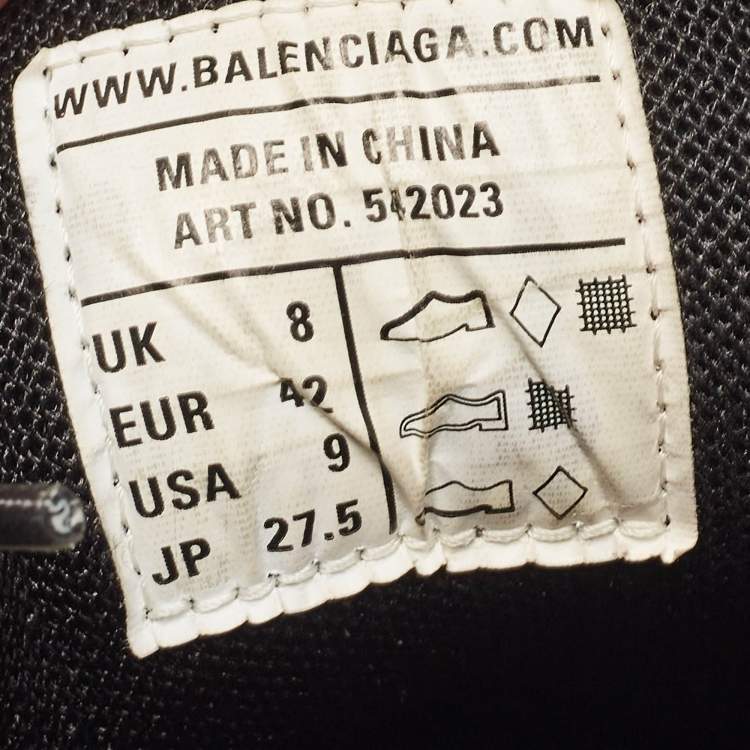 WWW.BALENCIAGA.COM
MADE IN CHINA
ART NO. 542023
UK 8
EUR 42
USA 9
JP 27.5